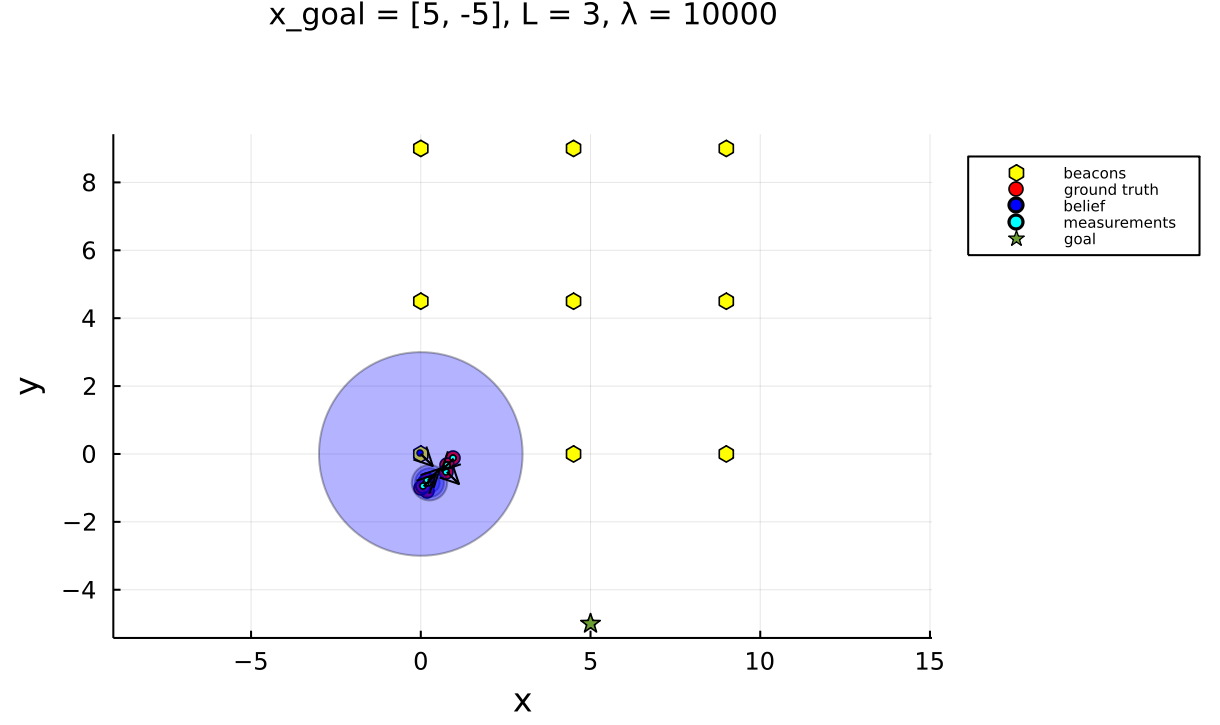 x_goal = [5, -5], L = 3, λ = 10000
beacons
ground truth
belief
measurements
goal
8
6
4
2
0
−2
−4
y
−5 0 5 10 15
x